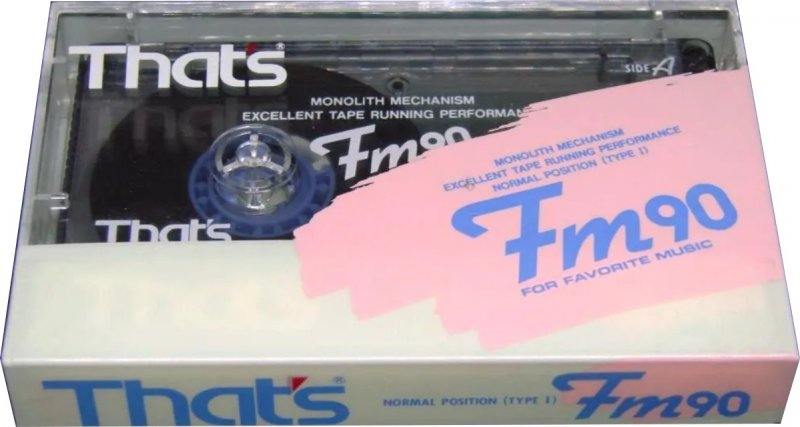 That's®
SIDE A
MONOLITH MECHANISM
EXCELLENT TAPE RUNNING PERFORMAN
Fm90
That's
MONOLITH MECHANISM
EXCELLENT TAPE RUNNING PERFORMANCE
NORMAL POSITION (TYPE I)
Fm90
FOR FAVORITE MUSIC
That's®
NORMAL POSITION (TYPE I)
Fm90